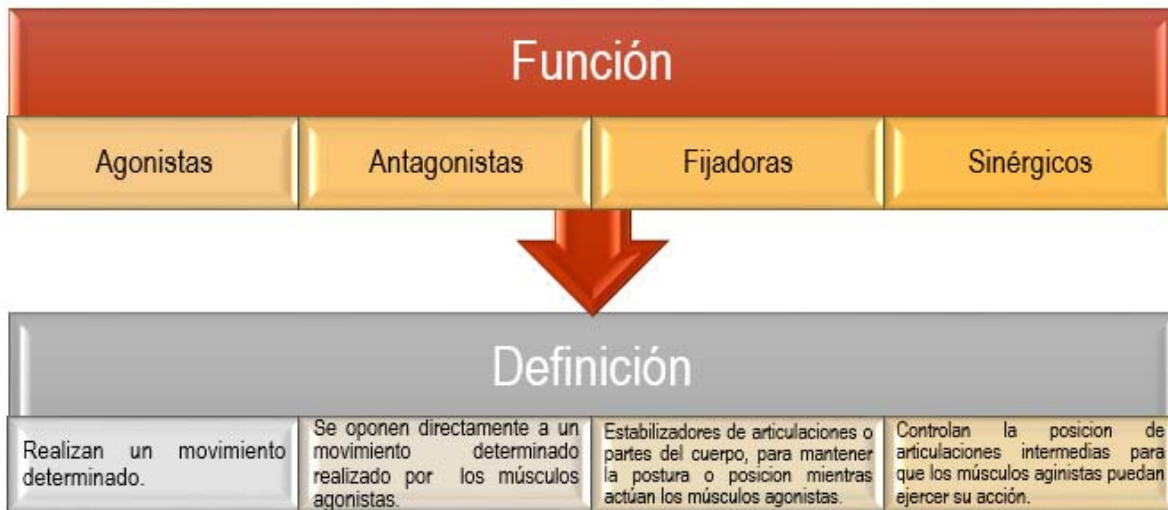 Función
Agonistas
Antagonistas
Fijadoras
Sinérgicos
Definición
Realizan un movimiento
determinado.
Se oponen directamente a un
movimiento determinado
realizado por los músculos
agonistas.
Estabilizadores de articulaciones o
partes del cuerpo, para mantener
la postura o posicion mientras
actúan los músculos agonistas.
Controlan la posicion de
articulaciones intermedias para
que los músculos aginistas puedan
ejercer su acción.